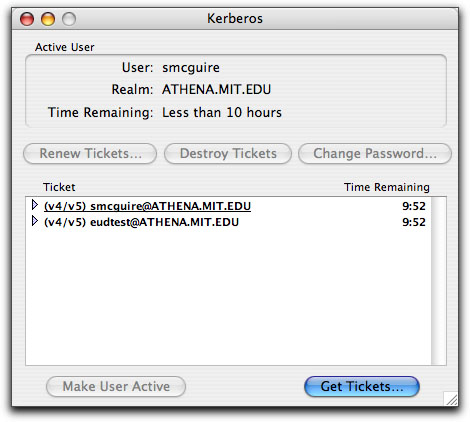 Kerberos
Active User
User: smcguire
Realm: ATHENA.MIT.EDU
Time Remaining: Less than 10 hours
Renew Tickets... Destroy Tickets Change Password...
Ticket Time Remaining
(v4/v5) smcguire@ATHENA.MIT.EDU 9:52
(v4/v5) eudtest@ATHENA.MIT.EDU 9:52
Make User Active Get Tickets...